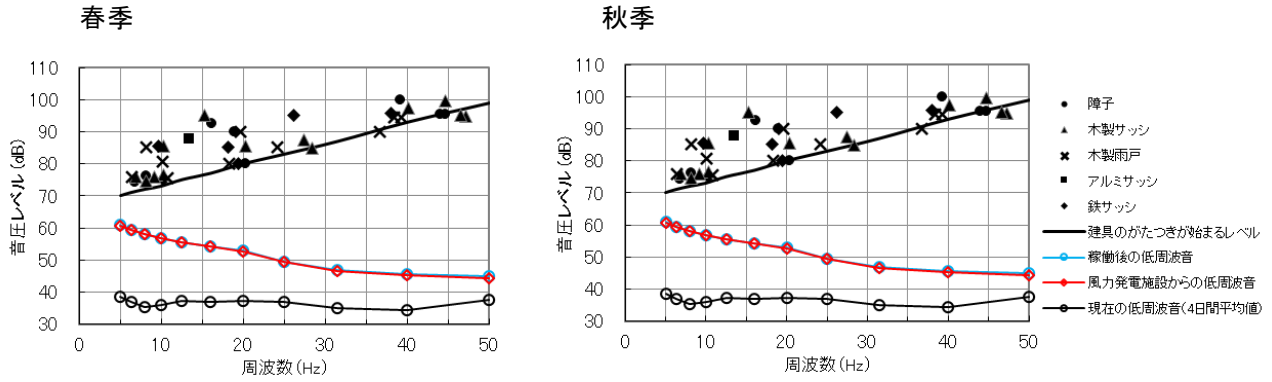 春季
110
100
90
80
70
60
50
40
30
音圧レベル(dB)
0
10
20
30
40
50
周波数(Hz)
秋季
110
100
90
80
70
60
50
40
30
音圧レベル(dB)
0
10
20
30
40
50
周波数(Hz)
障子
木製サッシ
木製雨戸
アルミサッシ
鉄サッシ
建具のがたつきが始まるレベル
稼働後の低周波音
風力発電施設からの低周波音
現在の低周波音(4日間平均値)